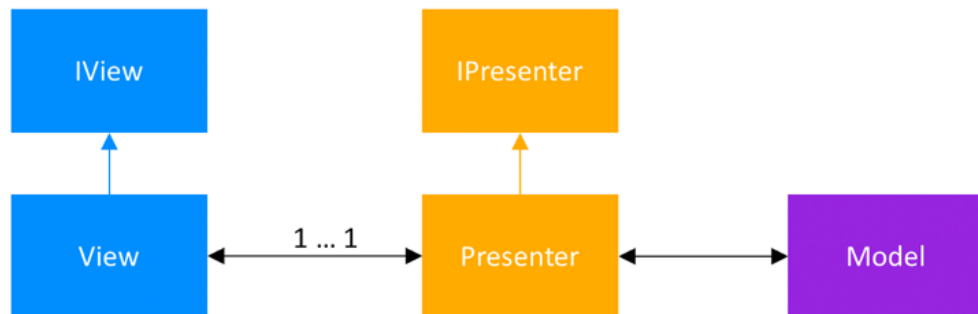 IView
IPresenter
View
1 ... 1
Presenter
Model